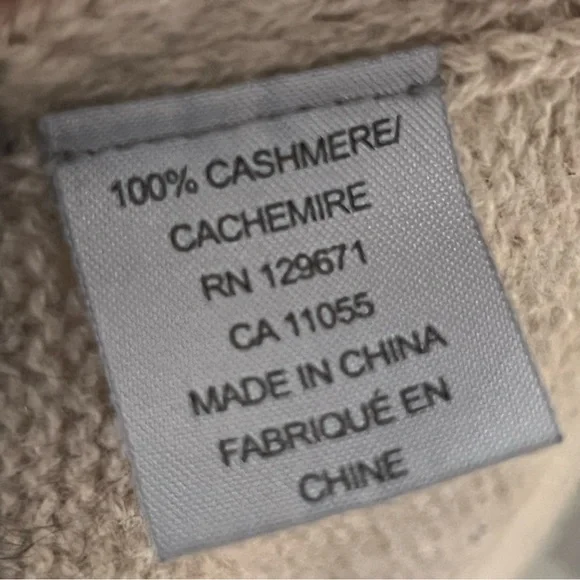 100% CASHMERE/
CACHEMIRE
RN 129671
CA 11055
MADE IN CHINA
FABRIQUÉ EN
CHINE